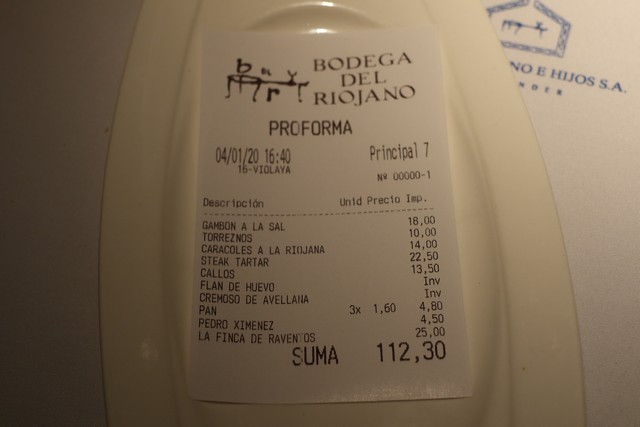 BODEGA
DEL
RIOJANO
NO E HIJOS S.A.
NDER
PROFORMA
04/01/20 16:40 Principal 7
16-VIOLAYA Nº 00000-1
Descripción Unid Precio Imp.
GAMBON A LA SAL 18,00
TORREZNOS 10,00
CARACOLES A LA RIOJANA 14,00
STEAK TARTAR 22,50
CALLOS 13,50
FLAN DE HUEVO Inv
CREMOSO DE AVELLANA Inv
PAN 3x 1,60 4,80
PEDRO XIMENEZ 4,50
LA FINCA DE RAVENTOS 25,00
SUMA 112,30